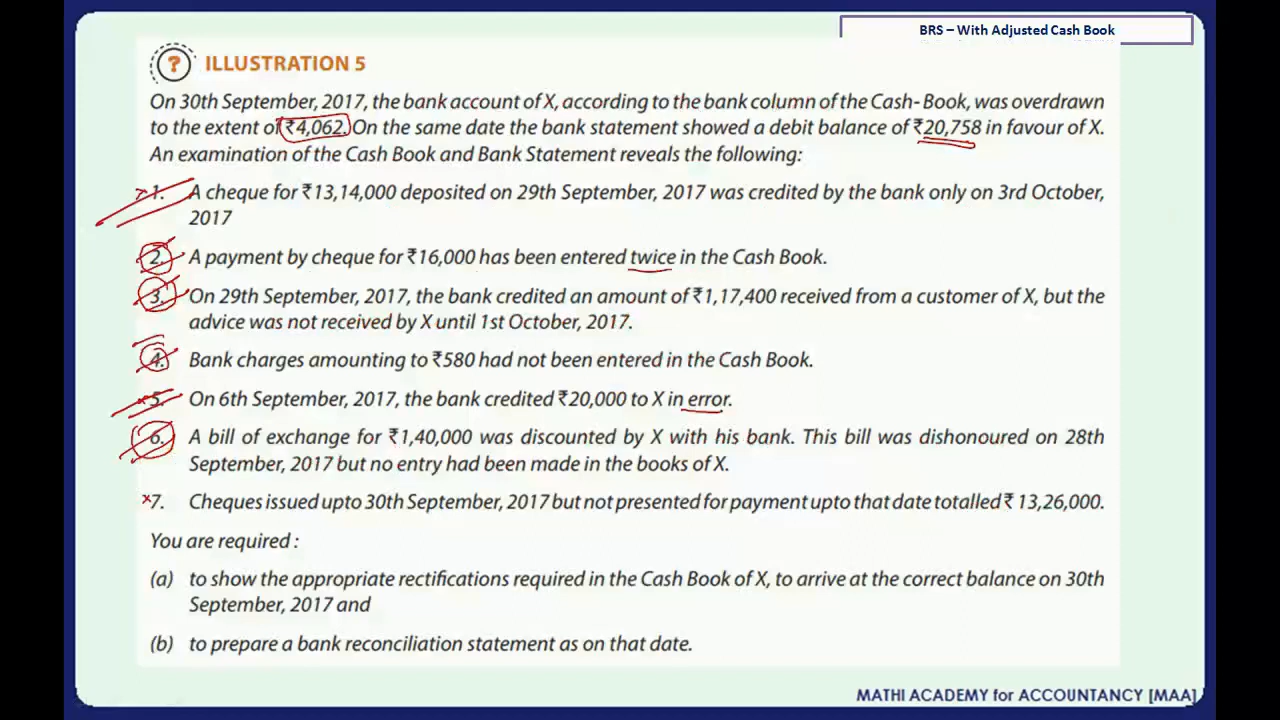 BRS – With Adjusted Cash Book
? ILLUSTRATION 5
On 30th September, 2017, the bank account of X, according to the bank column of the Cash- Book, was overdrawn
to the extent of ₹4,062. On the same date the bank statement showed a debit balance of ₹20,758 in favour of X.
An examination of the Cash Book and Bank Statement reveals the following:
1. A cheque for ₹13,14,000 deposited on 29th September, 2017 was credited by the bank only on 3rd October,
2017
2. A payment by cheque for ₹16,000 has been entered twice in the Cash Book.
3. On 29th September, 2017, the bank credited an amount of ₹1,17,400 received from a customer of X, but the
advice was not received by X until 1st October, 2017.
4. Bank charges amounting to ₹580 had not been entered in the Cash Book.
5. On 6th September, 2017, the bank credited ₹20,000 to X in error.
6. A bill of exchange for ₹1,40,000 was discounted by X with his bank. This bill was dishonoured on 28th
September, 2017 but no entry had been made in the books of X.
7. Cheques issued upto 30th September, 2017 but not presented for payment upto that date totalled ₹ 13,26,000.
You are required :
(a) to show the appropriate rectifications required in the Cash Book of X, to arrive at the correct balance on 30th
September, 2017 and
(b) to prepare a bank reconciliation statement as on that date.
MATHI ACADEMY for ACCOUNTANCY [MAA]